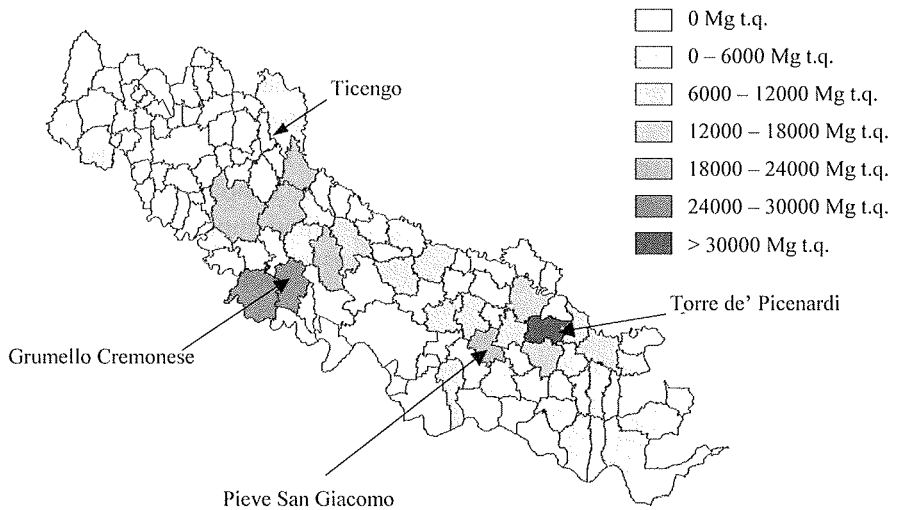 0 Mg t.q.
0 – 6000 Mg t.q.
6000 – 12000 Mg t.q.
12000 – 18000 Mg t.q.
18000 – 24000 Mg t.q.
24000 – 30000 Mg t.q.
> 30000 Mg t.q.
Ticengo
Torre de' Picenardi
Grumello Cremonese
Pieve San Giacomo